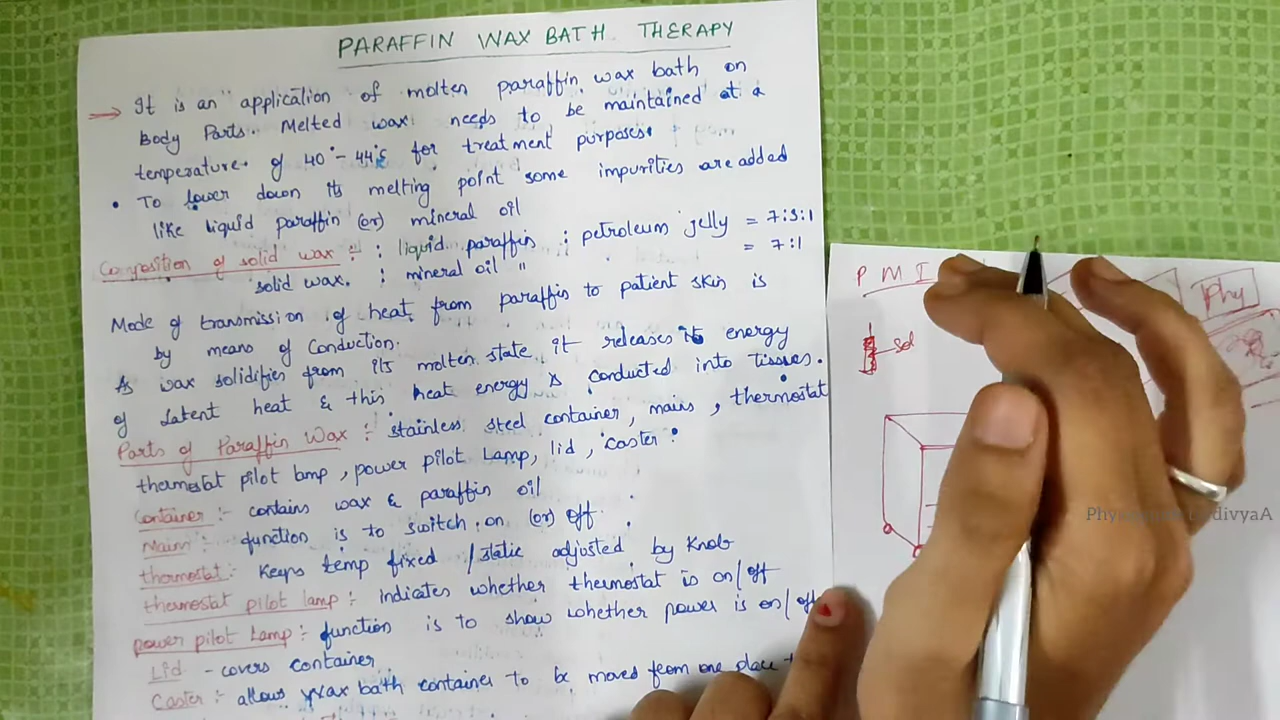 PARAFFIN WAX BATH THERAPY
It is an application of molten paraffin wax bath on
Body Parts. Melted wax needs to be maintained at a
temperature of 40°-44°c for treatment purposes.
• To lower down its melting point some impurities are added
like liquid paraffin (or) mineral oil
Composition of solid wax :- : liquid paraffin : petroleum jelly = 7:3:1
solid wax. : mineral oil " = 7:1
Mode of transmission of heat from paraffin to patient skin is
by means of Conduction.
As wax solidifies from its molten state it releases its energy
of latent heat & this heat energy is conducted into tissues.
Parts of Paraffin Wax :- stainless steel container, mains, thermostat
thermostat pilot lamp, power pilot Lamp, lid, caster:
Container :- contains wax & paraffin oil
Main :- function is to switch on (or) off.
thermostat:- Keeps temp fixed /static adjusted by Knob
thermostat pilot lamp :- indicates whether thermostat is on/off
power pilot Lamp :- function is to show whether power is on/off
Lid - covers container
Caster :- allows wax bath container to be moved from one place
P M I
Phy
Sol